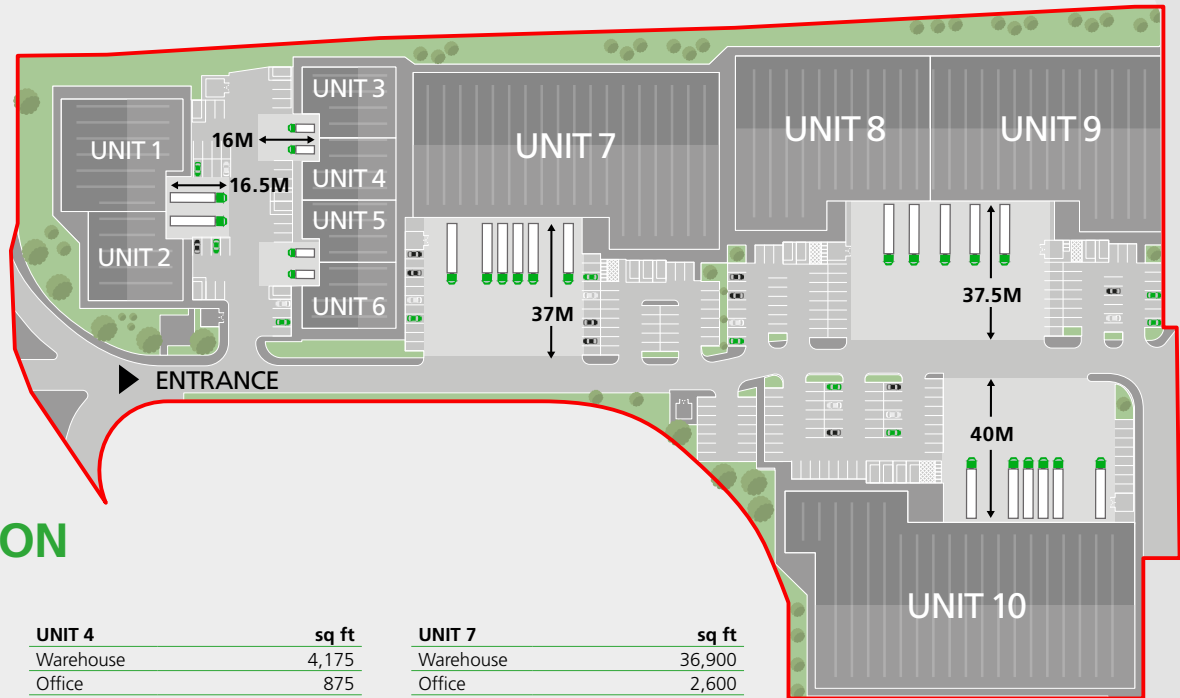 UNIT 3
UNIT 8
UNIT 9
16M
UNIT 7
UNIT 1
16.5M
UNIT 4
UNIT 5
UNIT 2
37.5M
UNIT 6
37M
ENTRANCE
40M
ON
UNIT 10
UNIT 4 sq ft
Warehouse 4,175
Office 875
UNIT 7 sq ft
Warehouse 36,900
Office 2,600